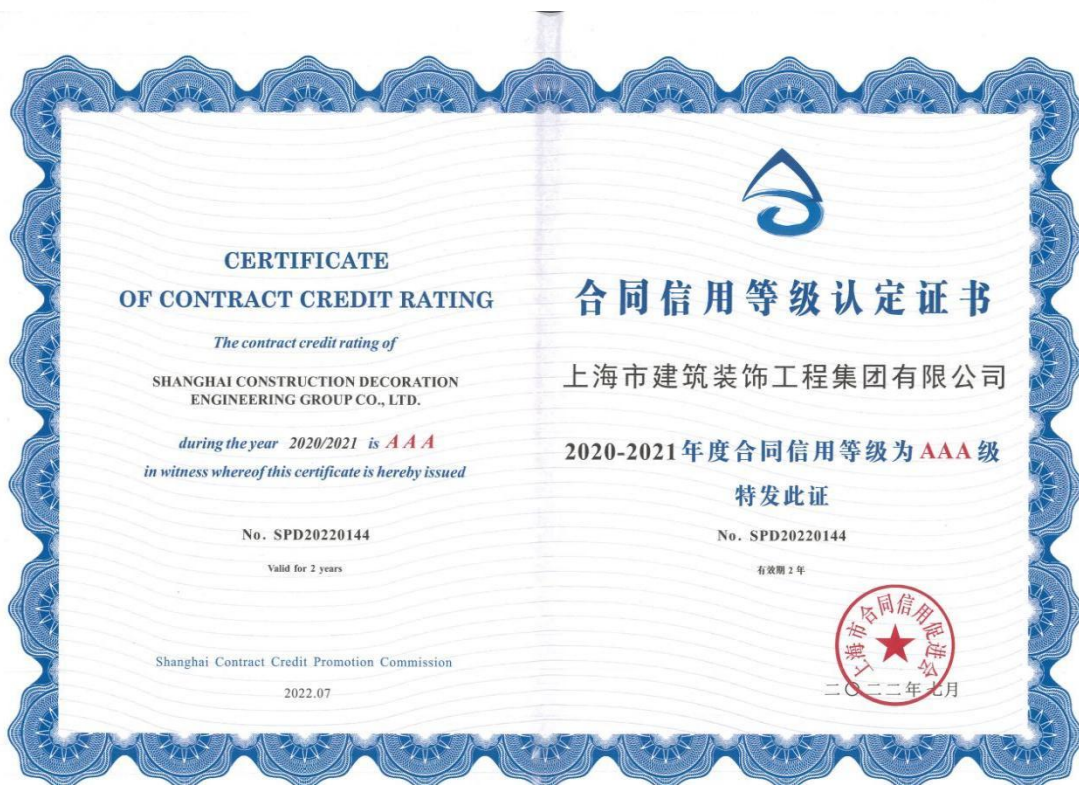 CERTIFICATE
OF CONTRACT CREDIT RATING
The contract credit rating of
SHANGHAI CONSTRUCTION DECORATION
ENGINEERING GROUP CO., LTD.
during the year 2020/2021 is AAA
in witness whereof this certificate is hereby issued
No. SPD20220144
Valid for 2 years
Shanghai Contract Credit Promotion Commission
2022.07
合同信用等级认定证书
上海市建筑装饰工程集团有限公司
2020-2021年度合同信用等级为AAA级
特发此证
No. SPD20220144
有效期 2 年
上海市合同信用促进会
二〇二二年七月